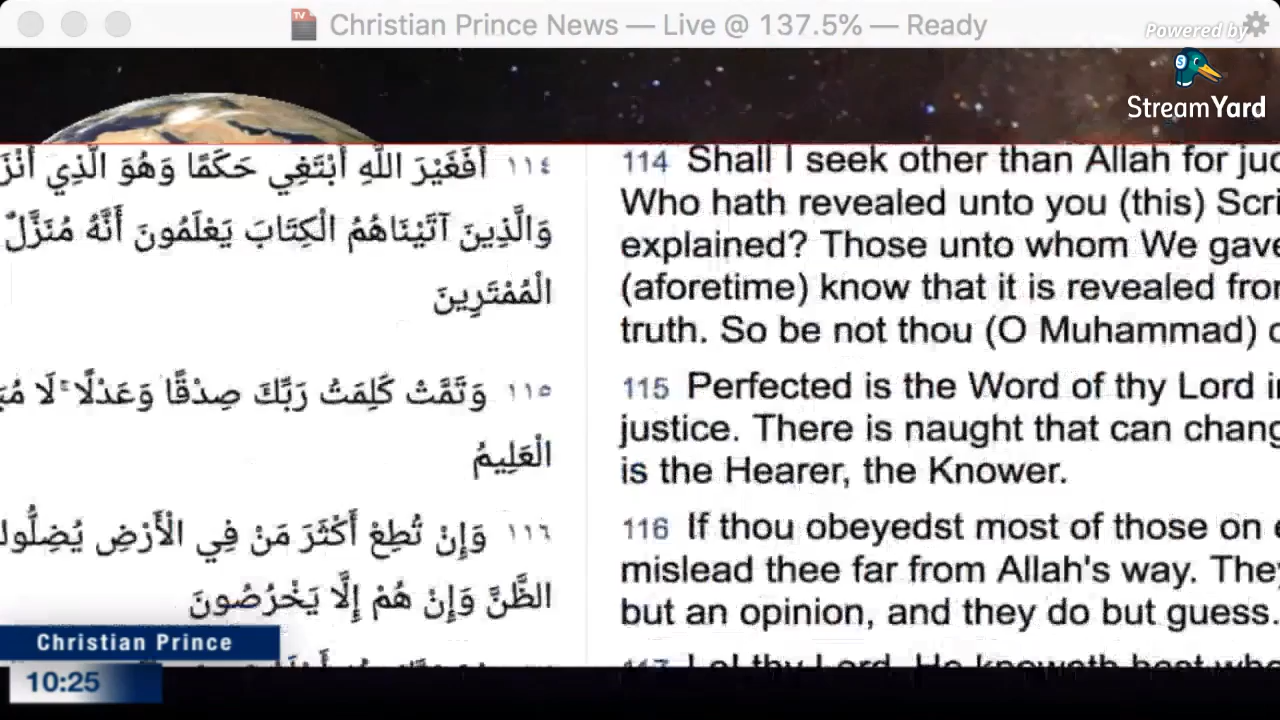 Christian Prince News — Live @ 137.5% — Ready
Powered by
StreamYard
١١٤ أَفَغَيْرَ اللَّهِ أَبْتَغِي حَكَمًا وَهُوَ الَّذِي
وَالَّذِينَ آتَيْنَاهُمُ الْكِتَابَ يَعْلَمُونَ أَنَّهُ مُنَزَّلٌ
الْمُمْتَرِينَ
١١٥ وَتَمَّتْ كَلِمَتُ رَبِّكَ صِدْقًا وَعَدْلًا ۚ لَا
الْعَلِيمُ
١١٦ وَإِنْ تُطِعْ أَكْثَرَ مَنْ فِي الْأَرْضِ
الظَّنَّ وَإِنْ هُمْ إِلَّا يَخْرُصُونَ
114 Shall I seek other than Allah for
Who hath revealed unto you (this)
explained? Those unto whom We gave
(aforetime) know that it is revealed
truth. So be not thou (O Muhammad)
115 Perfected is the Word of thy Lord
justice. There is naught that can
is the Hearer, the Knower.
116 If thou obeyedst most of those on
mislead thee far from Allah's way. They
but an opinion, and they do but guess.
Christian Prince
10:25